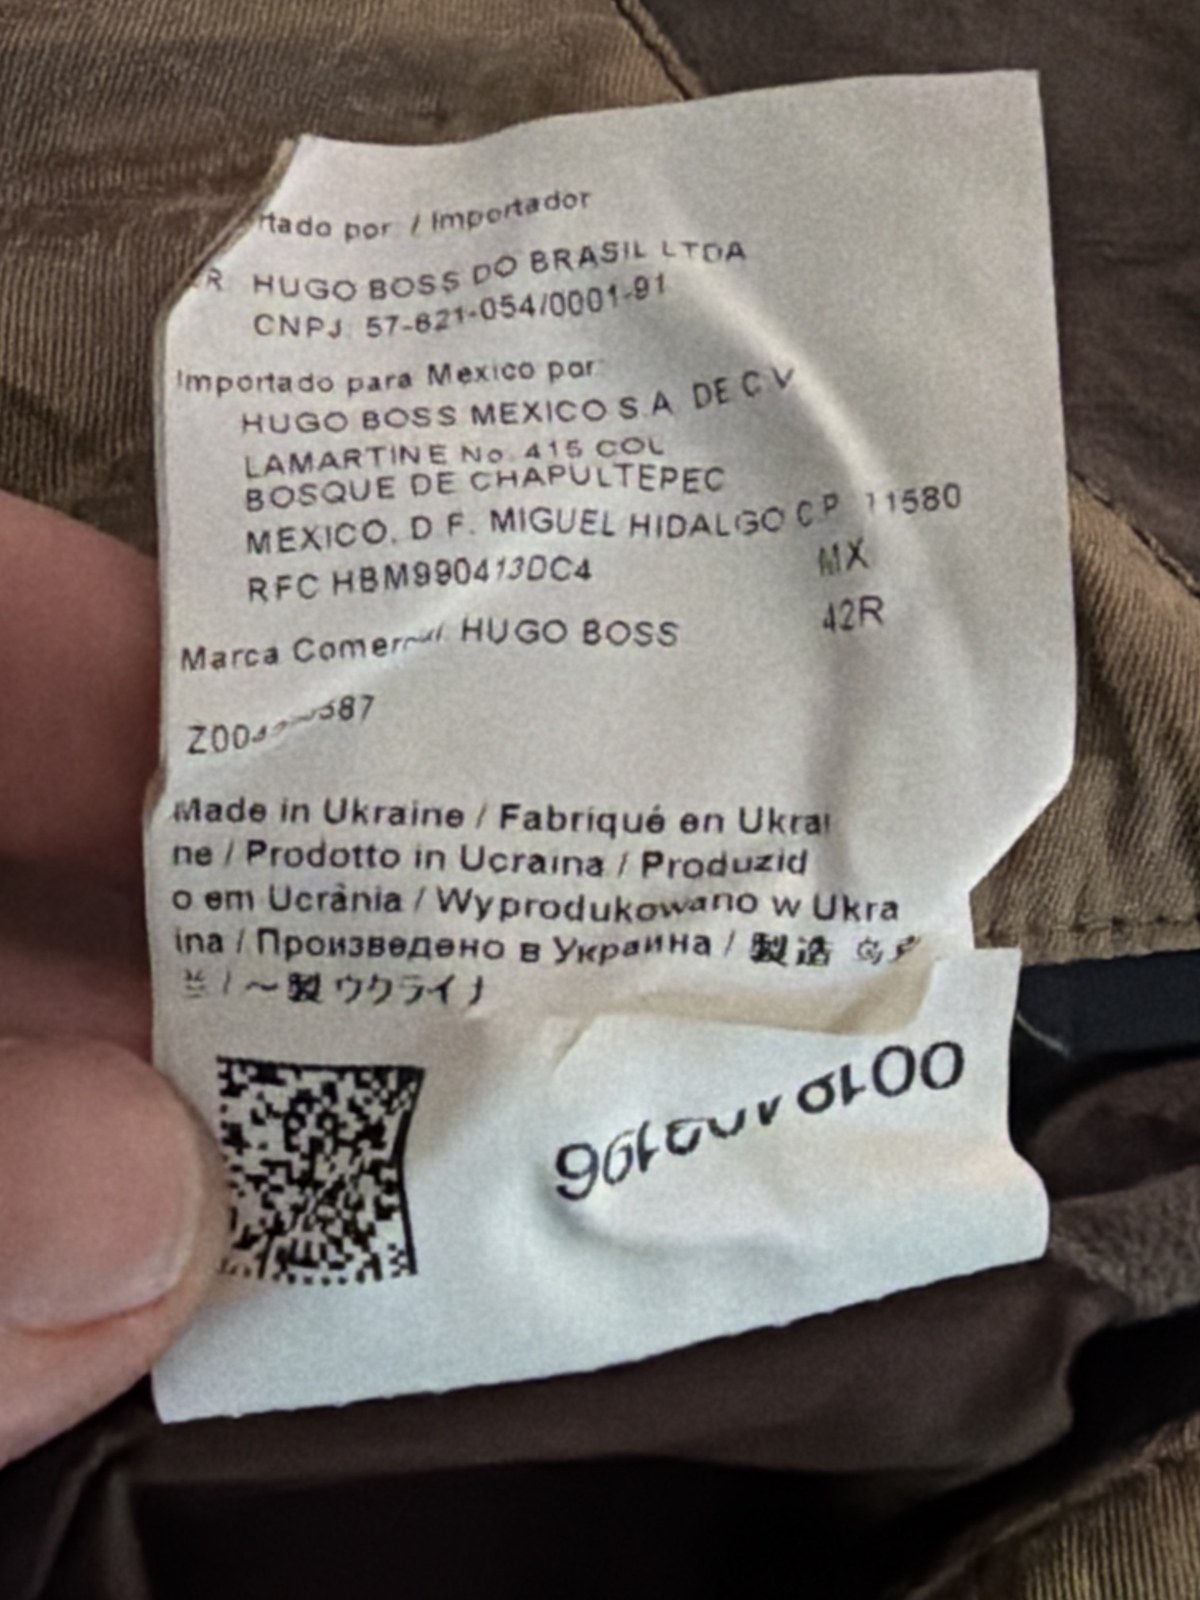 rtado por / Importador
R HUGO BOSS DO BRASIL LTDA
CNPJ: 57-621-054/0001-91
Importado para Mexico por:
HUGO BOSS MEXICO S.A. DE C.V
LAMARTINE No. 415 COL
BOSQUE DE CHAPULTEPEC
MEXICO, D.F. MIGUEL HIDALGO C.P. 11580
RFC HBM990413DC4 MX
42R
Marca Comercial: HUGO BOSS
Made in Ukraine / Fabriqué en Ukrai
ne / Prodotto in Ucraina / Produzid
o em Ucrânia / Wyprodukowano w Ukra
ina / Произведено в Украина / 製造 乌克
兰 / ～製 ウクライナ